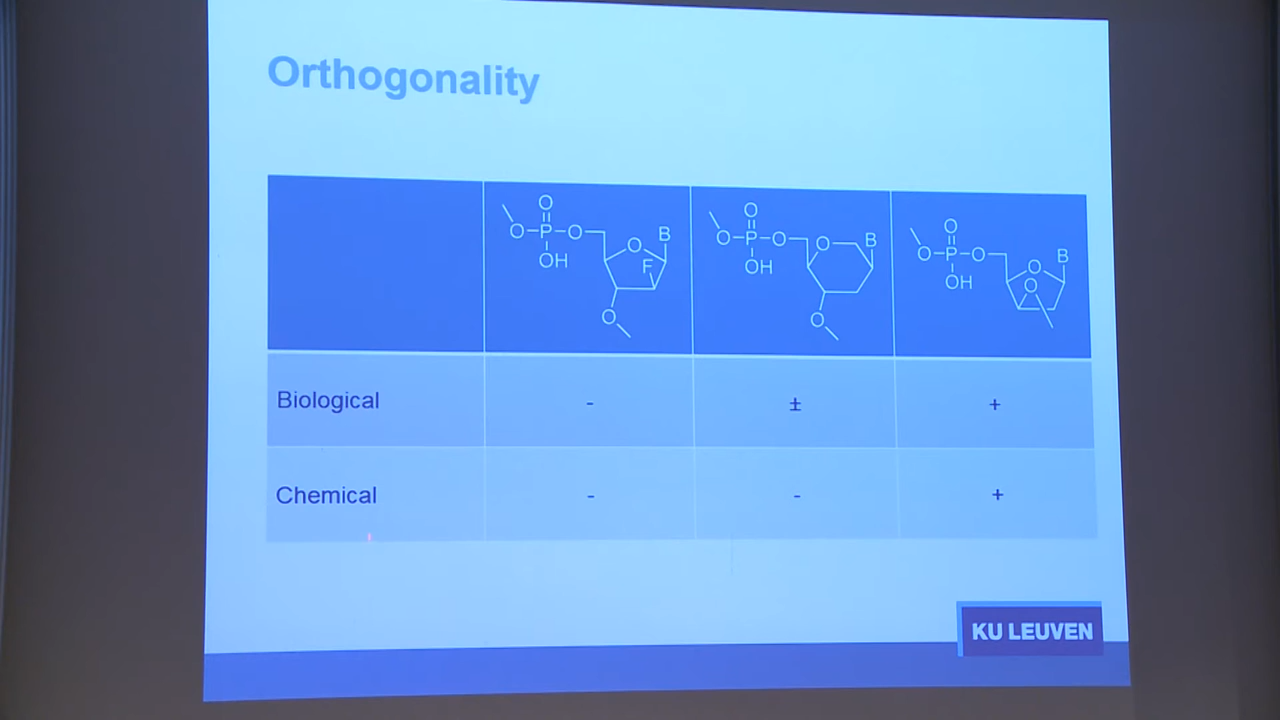 Orthogonality
O
O-P-O
OH
O
B
F
O
O
O-P-O
OH
O
B
O
O
O-P-O
OH
O
B
O
Biological - ± +
Chemical - - +
KU LEUVEN